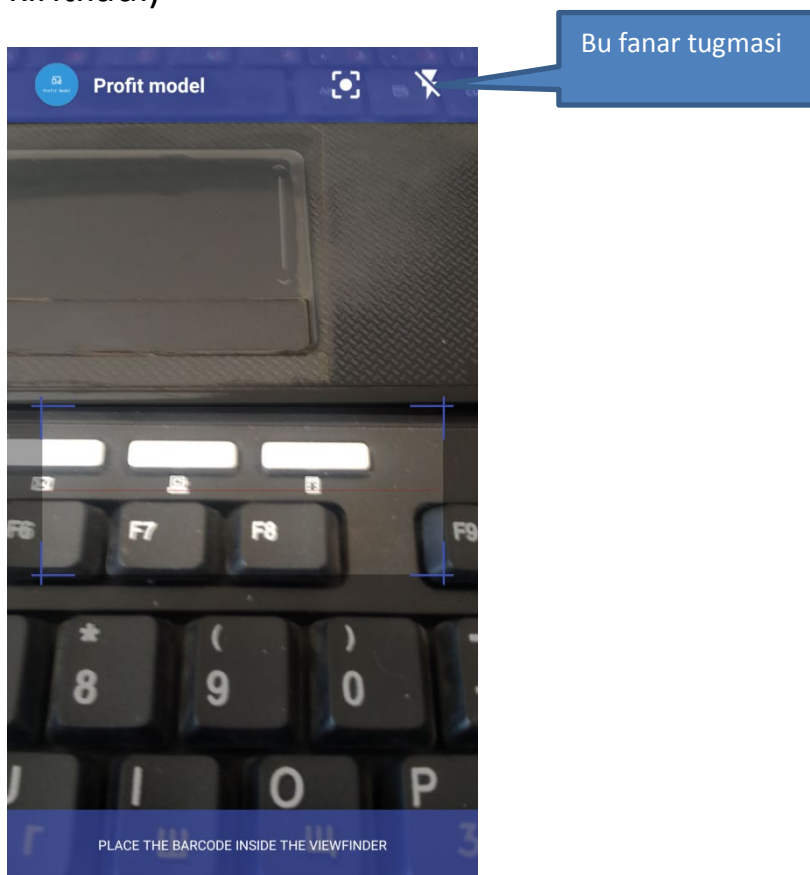 Bu fanar tugmasi
Profit model
F6 F7 F8 F9
* ( )
8 9 0
I O P
Г Ш Щ З
PLACE THE BARCODE INSIDE THE VIEWFINDER